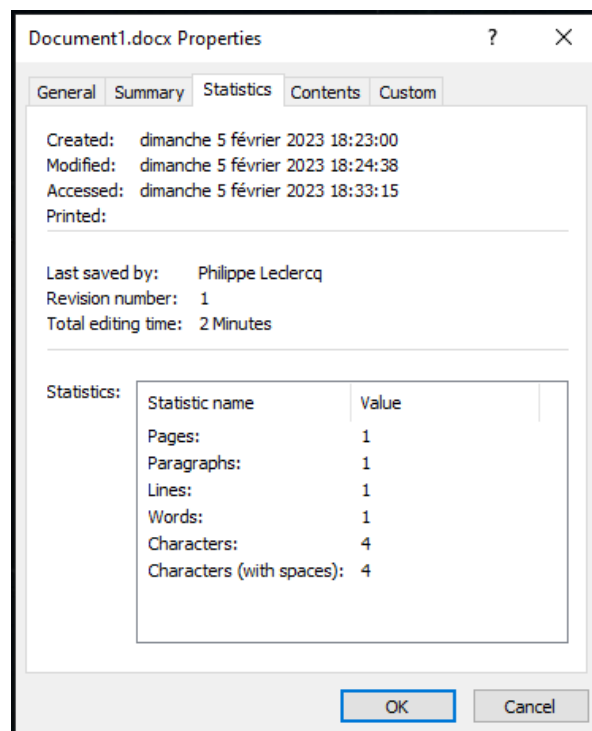 Document1.docx Properties ? ×
General Summary Statistics Contents Custom
Created: dimanche 5 février 2023 18:23:00
Modified: dimanche 5 février 2023 18:24:38
Accessed: dimanche 5 février 2023 18:33:15
Printed:
Last saved by: Philippe Leclercq
Revision number: 1
Total editing time: 2 Minutes
Statistics:
Statistic name Value
Pages: 1
Paragraphs: 1
Lines: 1
Words: 1
Characters: 4
Characters (with spaces): 4
OK Cancel